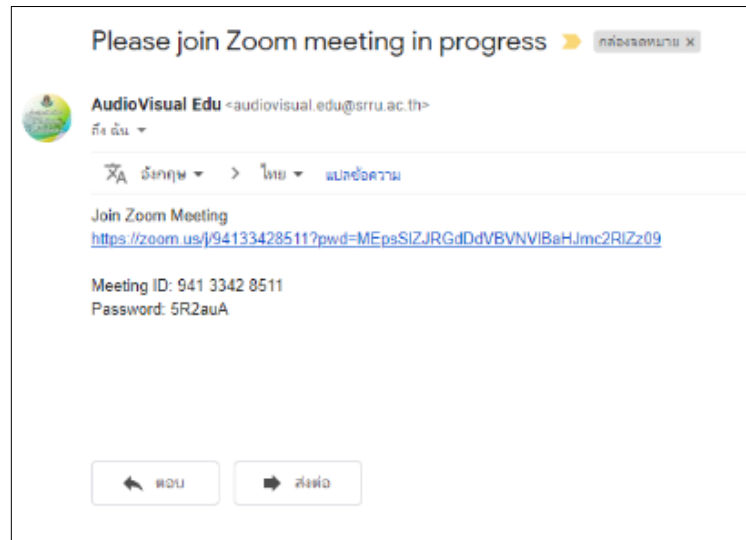 Please join Zoom meeting in progress กล่องจดหมาย x
AudioVisual Edu <audiovisual.edu@srru.ac.th>
ถึง ฉัน
อังกฤษ > ไทย แปลข้อความ
Join Zoom Meeting
https://zoom.us/j/94133428511?pwd=MEpsSlZJRGdDdVBVNVlBaHJmc2RlZz09
Meeting ID: 941 3342 8511
Password: 5R2auA
ตอบ ส่งต่อ